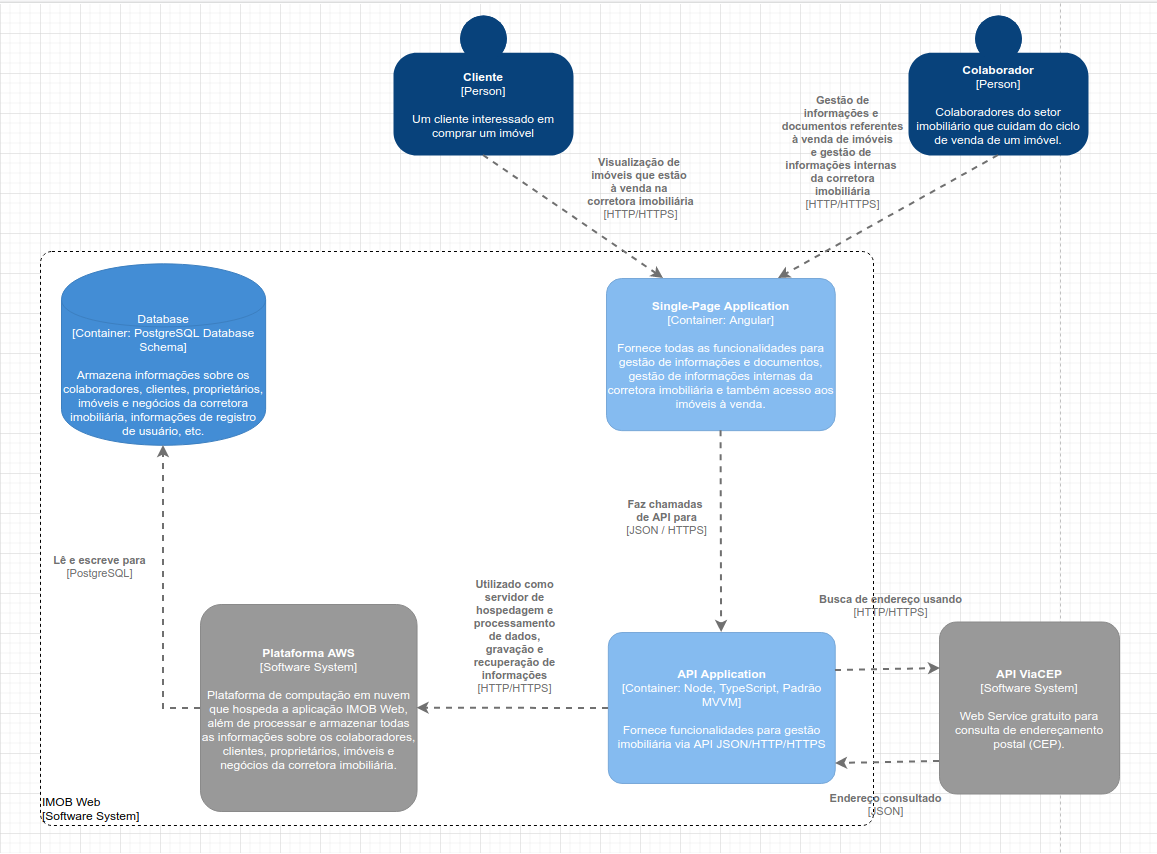 Cliente
[Person]
Um cliente interessado em
comprar um imóvel
Colaborador
[Person]
Colaboradores do setor
imobiliário que cuidam do ciclo
de venda de um imóvel.
Visualização de
imóveis que estão
à venda na
corretora imobiliária
[HTTP/HTTPS]
Gestão de
informações e
documentos referentes
à venda de imóveis
e gestão de
informações internas
da corretora
imobiliária
[HTTP/HTTPS]
Database
[Container: PostgreSQL Database
Schema]
Armazena informações sobre os
colaboradores, clientes, proprietários,
imóveis e negócios da corretora
imobiliária, informações de registro
de usuário, etc.
Single-Page Application
[Container: Angular]
Fornece todas as funcionalidades para
gestão de informações e documentos,
gestão de informações internas da
corretora imobiliária e também acesso aos
imóveis à venda.
Faz chamadas
de API para
[JSON / HTTPS]
Lê e escreve para
[PostgreSQL]
Utilizado como
servidor de
hospedagem e
processamento
de dados,
gravação e
recuperação de
informações
[HTTP/HTTPS]
Busca de endereço usando
[HTTP/HTTPS]
Plataforma AWS
[Software System]
Plataforma de computação em nuvem
que hospeda a aplicação IMOB Web,
além de processar e armazenar todas
as informações sobre os colaboradores,
clientes, proprietários, imóveis e
negócios da corretora imobiliária.
API Application
[Container: Node, TypeScript, Padrão
MVVM]
Fornece funcionalidades para gestão
imobiliária via API JSON/HTTP/HTTPS
API ViaCEP
[Software System]
Web Service gratuito para
consulta de endereçamento
postal (CEP).
Endereço consultado
[JSON]
IMOB Web
[Software System]